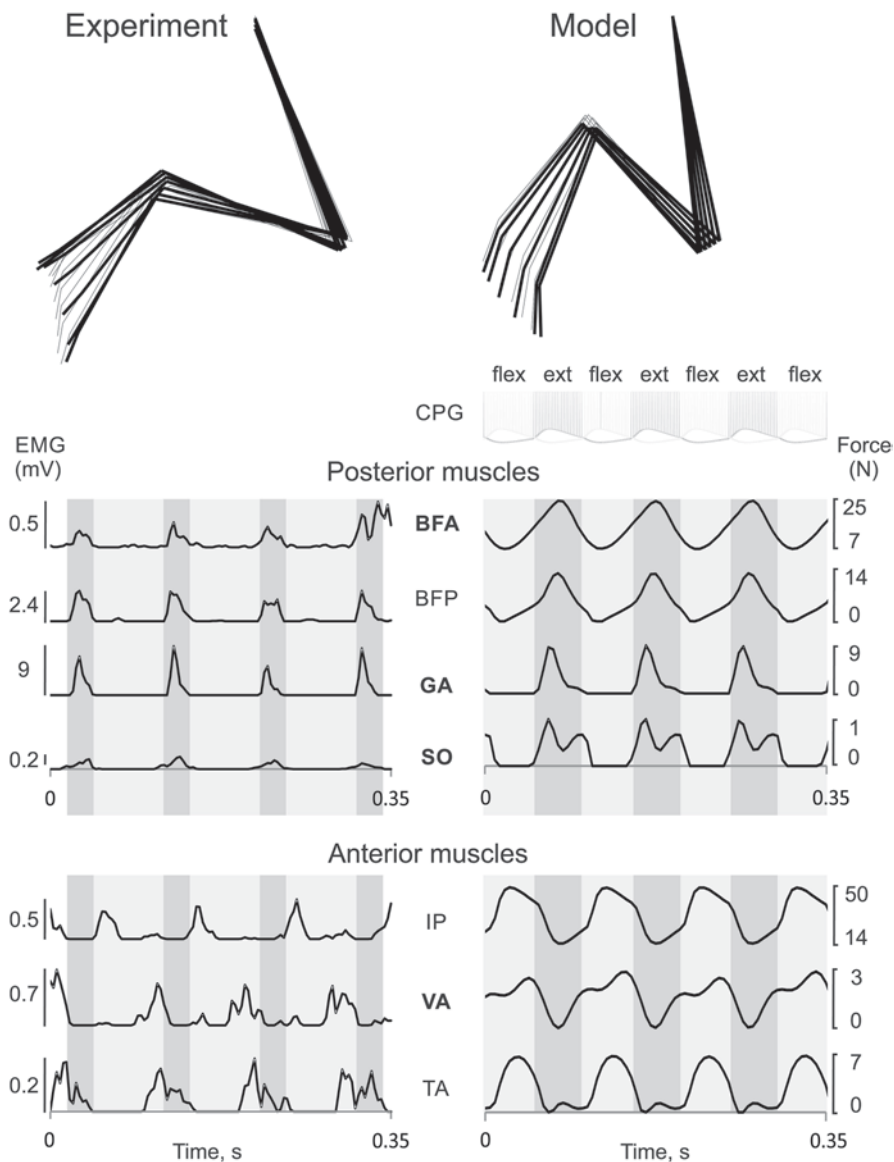 Experiment Model
flex ext flex ext flex ext flex
CPG
EMG
(mV)
Force
(N)
Posterior muscles
0.5 BFA 25
7
2.4 BFP 14
0
9 GA 9
0
0.2 SO 1
0
0 0.35 0 0.35
Anterior muscles
0.5 IP 50
14
0.7 VA 3
0
0.2 TA 7
0
0 Time, s 0.35 0 Time, s 0.35